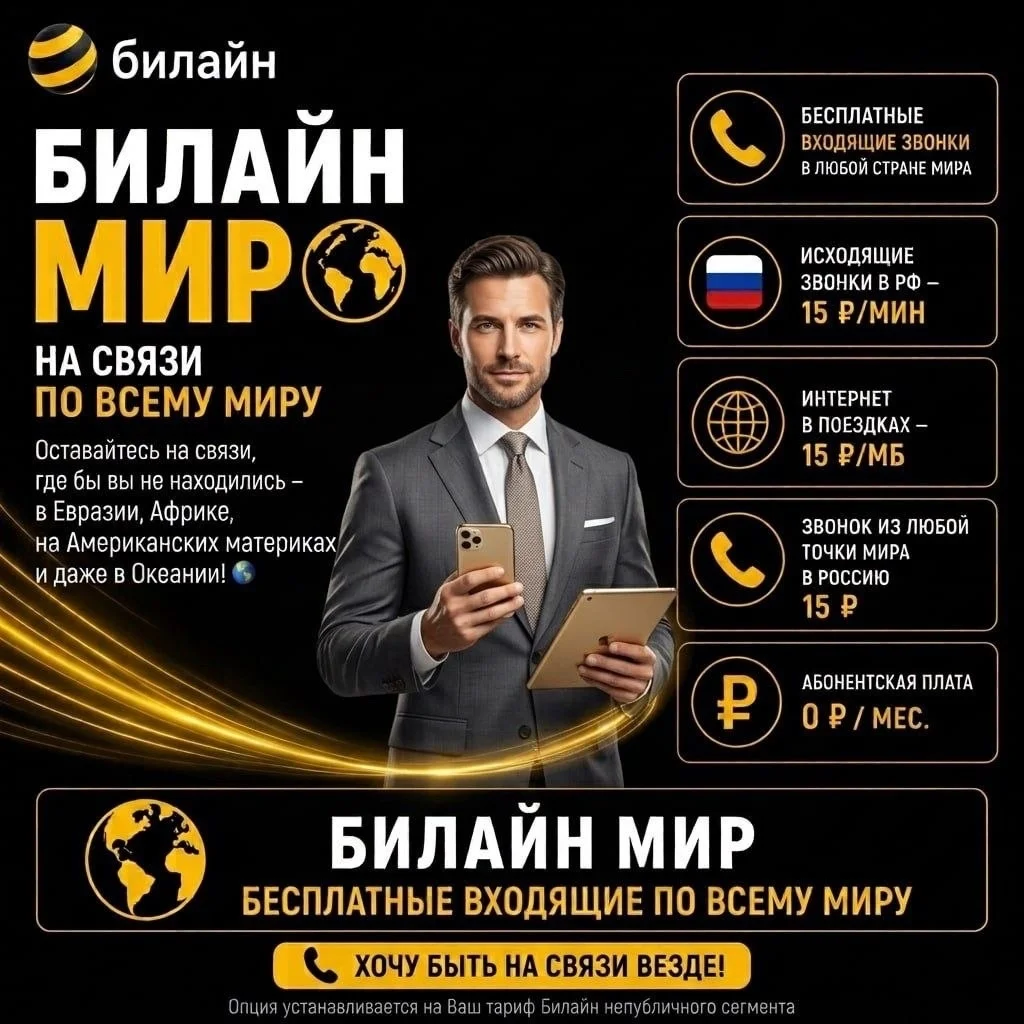 билайн
БИЛАЙН
МИР
НА СВЯЗИ
ПО ВСЕМУ МИРУ
Оставайтесь на связи,
где бы вы не находились –
в Евразии, Африке,
на Американских материках
и даже в Океании! 🌎
БЕСПЛАТНЫЕ
ВХОДЯЩИЕ ЗВОНКИ
В ЛЮБОЙ СТРАНЕ МИРА
ИСХОДЯЩИЕ
ЗВОНКИ В РФ –
15 ₽/МИН
ИНТЕРНЕТ
В ПОЕЗДКАХ –
15 ₽/МБ
ЗВОНОК ИЗ ЛЮБОЙ
ТОЧКИ МИРА
В РОССИЮ
15 ₽
₽
АБОНЕНТСКАЯ ПЛАТА
0 ₽ / МЕС.
БИЛАЙН МИР
БЕСПЛАТНЫЕ ВХОДЯЩИЕ ПО ВСЕМУ МИРУ
ХОЧУ БЫТЬ НА СВЯЗИ ВЕЗДЕ!
Опция устанавливается на Ваш тариф Билайн непубличного сегмента